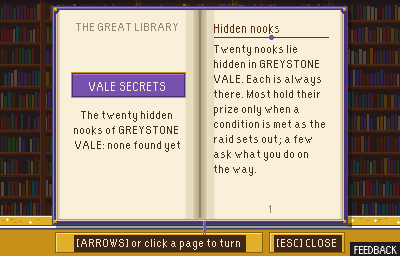 THE GREAT LIBRARY
VALE SECRETS
The twenty hidden
nooks of GREYSTONE
VALE: none found yet
Hidden nooks
Twenty nooks lie
hidden in GREYSTONE
VALE. Each is always
there. Most hold their
prize only when a
condition is met as the
raid sets out; a few
ask what you do on
the way.
1
[ARROWS] or click a page to turn
[ESC] CLOSE
FEEDBACK